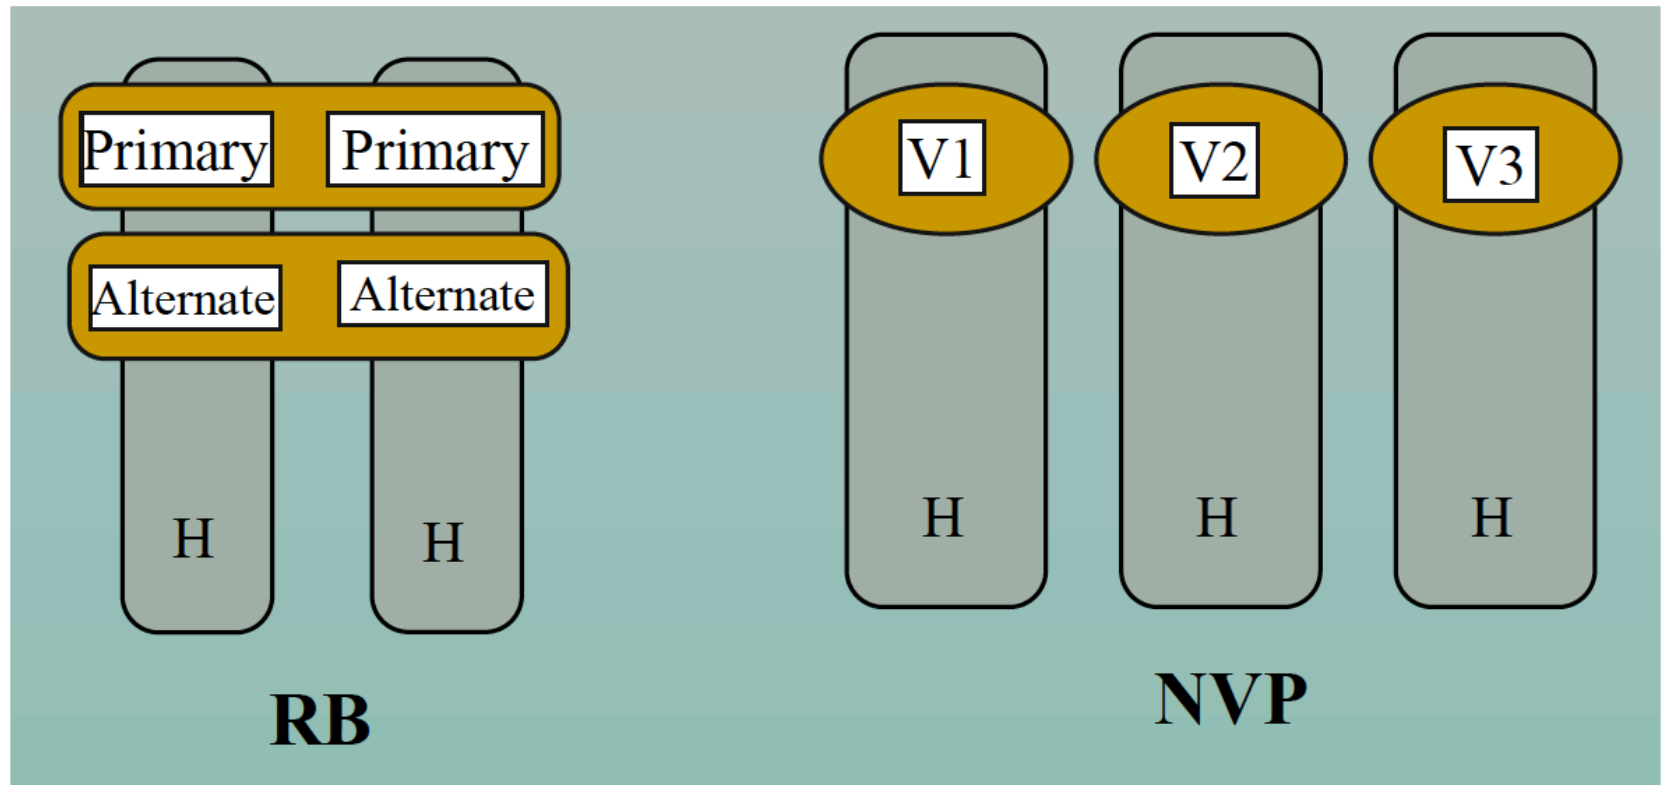 Primary Primary
Alternate Alternate
H H
RB
V1 V2 V3
H H H
NVP